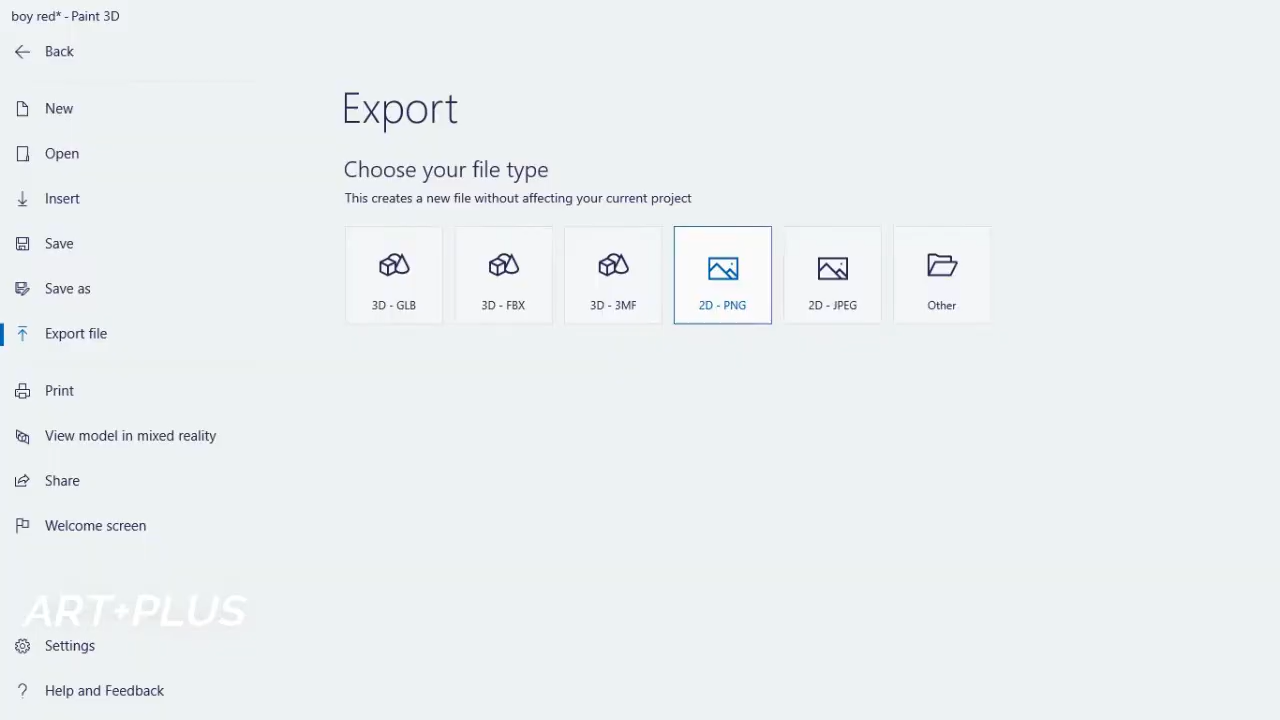 boy red* - Paint 3D
Back
New
Open
Insert
Save
Save as
Export file
Print
View model in mixed reality
Share
Welcome screen
ART+PLUS
Settings
Help and Feedback
Export
Choose your file type
This creates a new file without affecting your current project
3D - GLB
3D - FBX
3D - 3MF
2D - PNG
2D - JPEG
Other